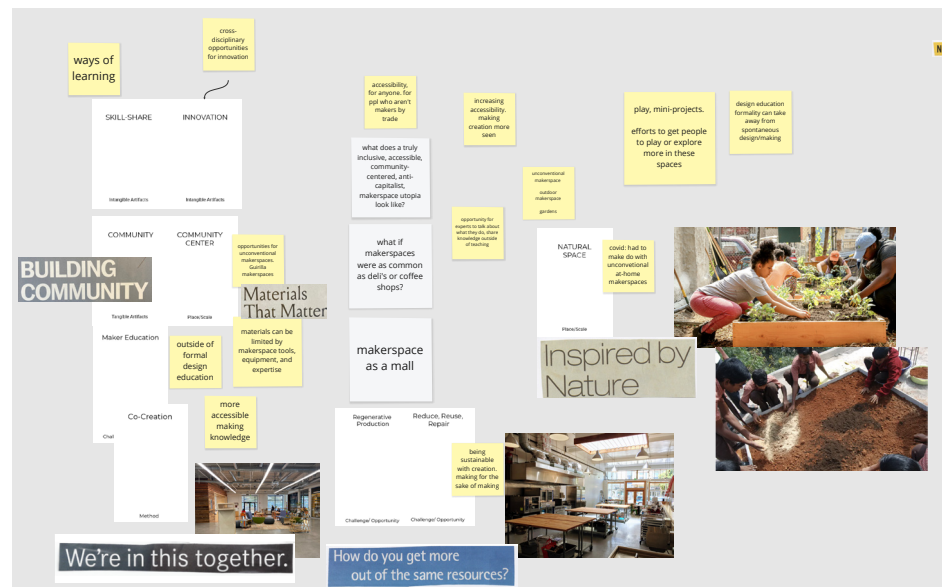 ways of
learning
cross-
disciplinary
opportunities
for innovation
SKILL-SHARE
INNOVATION
Intangible Artifacts
Intangible Artifacts
COMMUNITY
COMMUNITY
CENTER
Tangible Artifacts
Place/Scale
BUILDING
COMMUNITY
opportunities for
unconventional
makerspaces.
Guirilla
makerspaces
Materials
That Matter
materials can be
limited by
makerspace tools,
equipment, and
expertise
Maker Education
outside of
formal
design
education
Chal
Co-Creation
Method
more
accessible
making
knowledge
We're in this together.
accessibility,
for anyone. for
ppl who aren't
makers by
trade
what does a truly
inclusive, accessible,
community-
centered, anti-
capitalist,
makerspace utopia
look like?
what if
makerspaces
were as common
as deli's or coffee
shops?
makerspace
as a mall
increasing
accessibility.
making
creation more
seen
opportunity for
experts to talk about
what they do, share
knowledge outside
of teaching
unconventional
makerspace
outdoor
makerspace
gardens
Regenerative
Production
Reduce, Reuse,
Repair
Challenge/ Opportunity
Challenge/ Opportunity
being
sustainable
with creation.
making for the
sake of making
How do you get more
out of the same resources?
NATURAL
SPACE
Place/Scale
covid: had to
make do with
unconvetional
at-home
makerspaces
Inspired by
Nature
play, mini-projects.
efforts to get people
to play or explore
more in these
spaces
design education
formality can take
away from
spontaneous
design/making
N